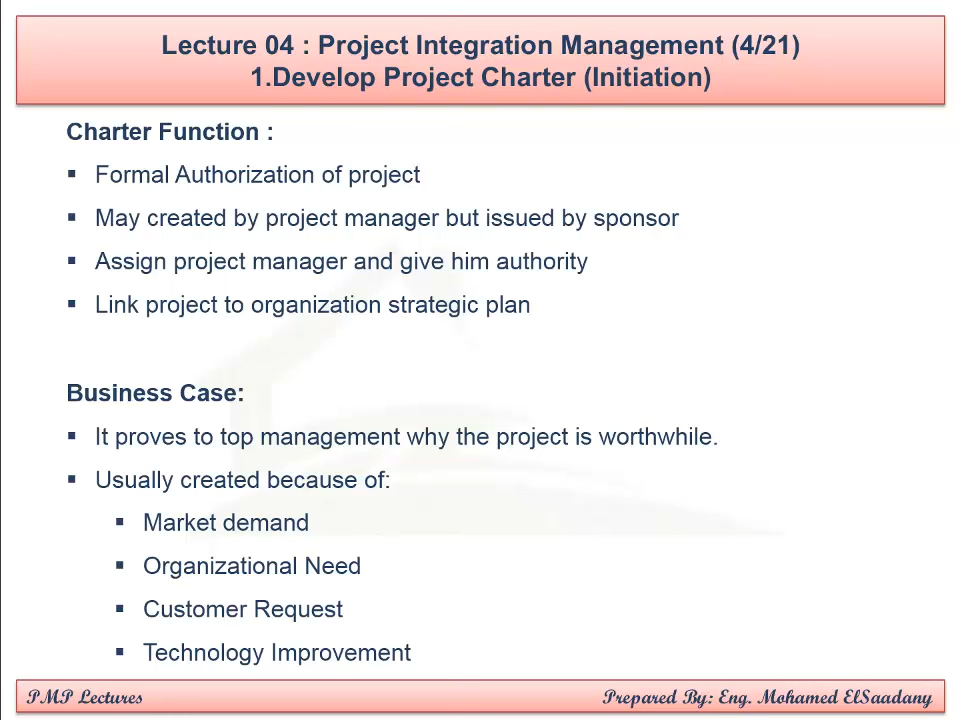 Lecture 04 : Project Integration Management (4/21)
1.Develop Project Charter (Initiation)
Charter Function :
▪ Formal Authorization of project
▪ May created by project manager but issued by sponsor
▪ Assign project manager and give him authority
▪ Link project to organization strategic plan
Business Case:
▪ It proves to top management why the project is worthwhile.
▪ Usually created because of:
▪ Market demand
▪ Organizational Need
▪ Customer Request
▪ Technology Improvement
PMP Lectures
Prepared By: Eng. Mohamed ElSaadany